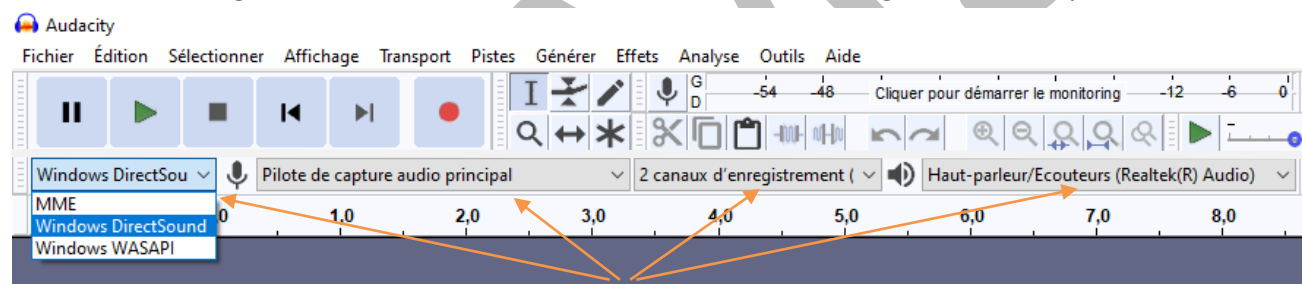 Audacity
Fichier Édition Sélectionner Affichage Transport Pistes Générer Effets Analyse Outils Aide
G
D
-54 -48 Cliquer pour démarrer le monitoring -12 -6 0
Windows DirectSou Pilote de capture audio principal 2 canaux d'enregistrement ( Haut-parleur/Ecouteurs (Realtek(R) Audio)
MME
Windows DirectSound
Windows WASAPI
0 1,0 2,0 3,0 4,0 5,0 6,0 7,0 8,0